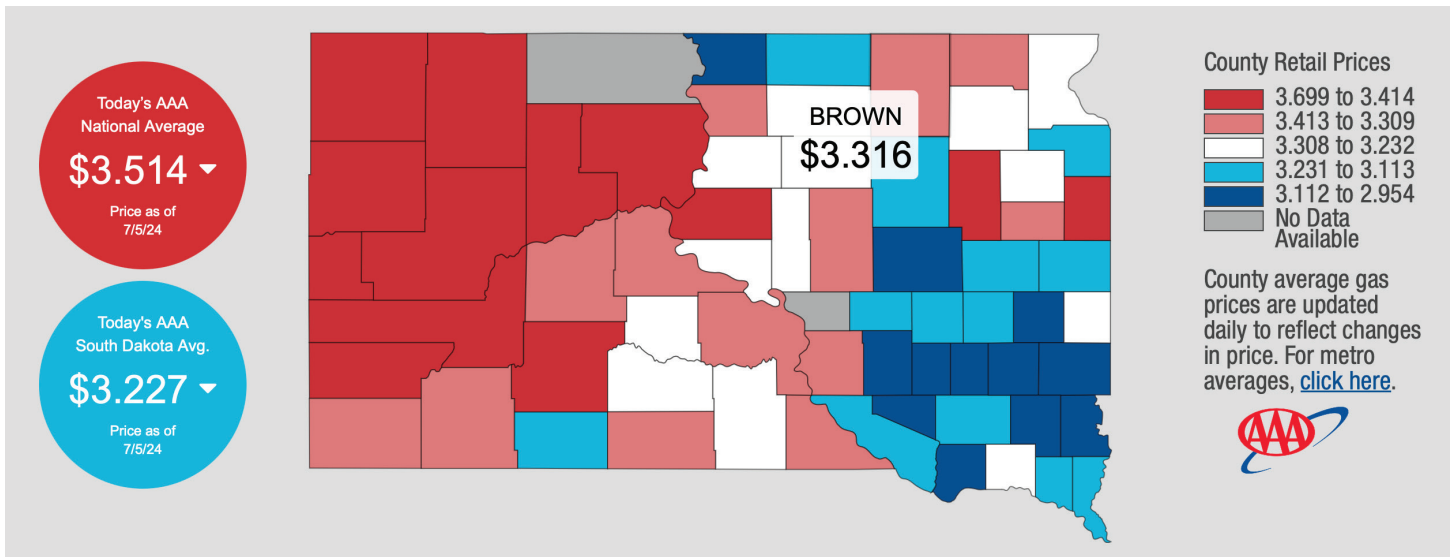 Today's AAA
National Average
$3.514
Price as of
7/5/24
Today's AAA
South Dakota Avg.
$3.227
Price as of
7/5/24
BROWN
$3.316
County Retail Prices
3.699 to 3.414
3.413 to 3.309
3.308 to 3.232
3.231 to 3.113
3.112 to 2.954
No Data
Available
County average gas
prices are updated
daily to reflect changes
in price. For metro
averages, click here.
AAA